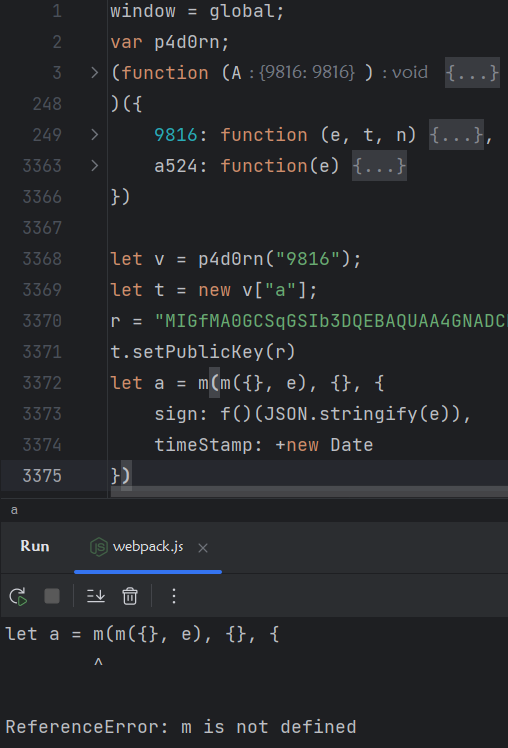 1 window = global;
2 var p4d0rn;
3 (function (A : {9816: 9816} ) : void {...}
248 )({
249 9816: function (e, t, n) {...},
3363 a524: function(e) {...}
3366 })
3367
3368 let v = p4d0rn("9816");
3369 let t = new v["a"];
3370 r = "MIGfMA0GCSqGSIb3DQEBAQUAA4GNADC
3371 t.setPublicKey(r)
3372 let a = m(m({}, e), {}, {
3373 sign: f()(JSON.stringify(e)),
3374 timeStamp: +new Date
3375 })
a
Run webpack.js
let a = m(m({}, e), {}, {
^
ReferenceError: m is not defined